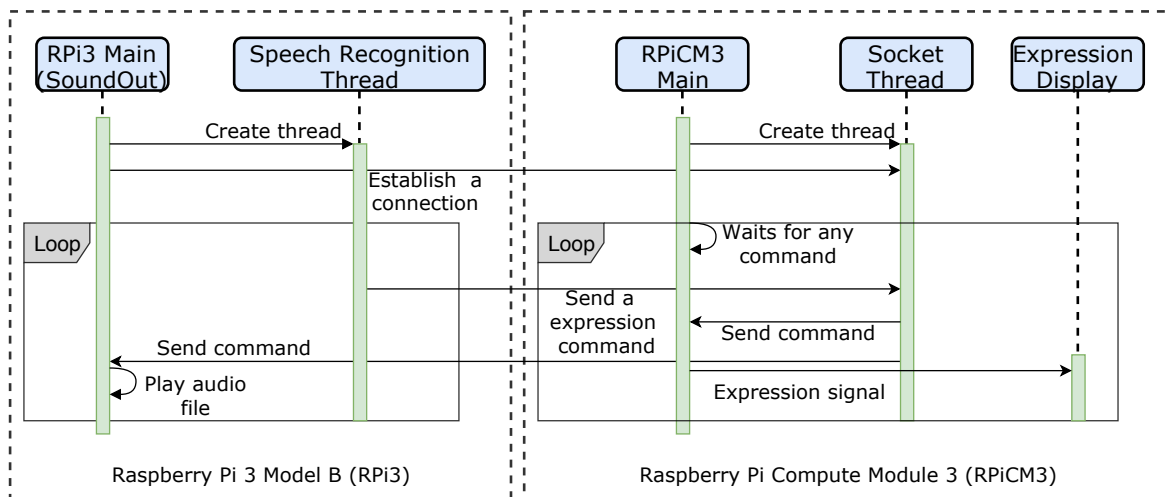 RPi3 Main
(SoundOut)
Speech Recognition
Thread
RPiCM3
Main
Socket
Thread
Expression
Display
Create thread
Create thread
Establish a
connection
Loop
Loop
Waits for any
command
Send a
expression
command
Send command
Send command
Play audio
file
Expression signal
Raspberry Pi 3 Model B (RPi3)
Raspberry Pi Compute Module 3 (RPiCM3)